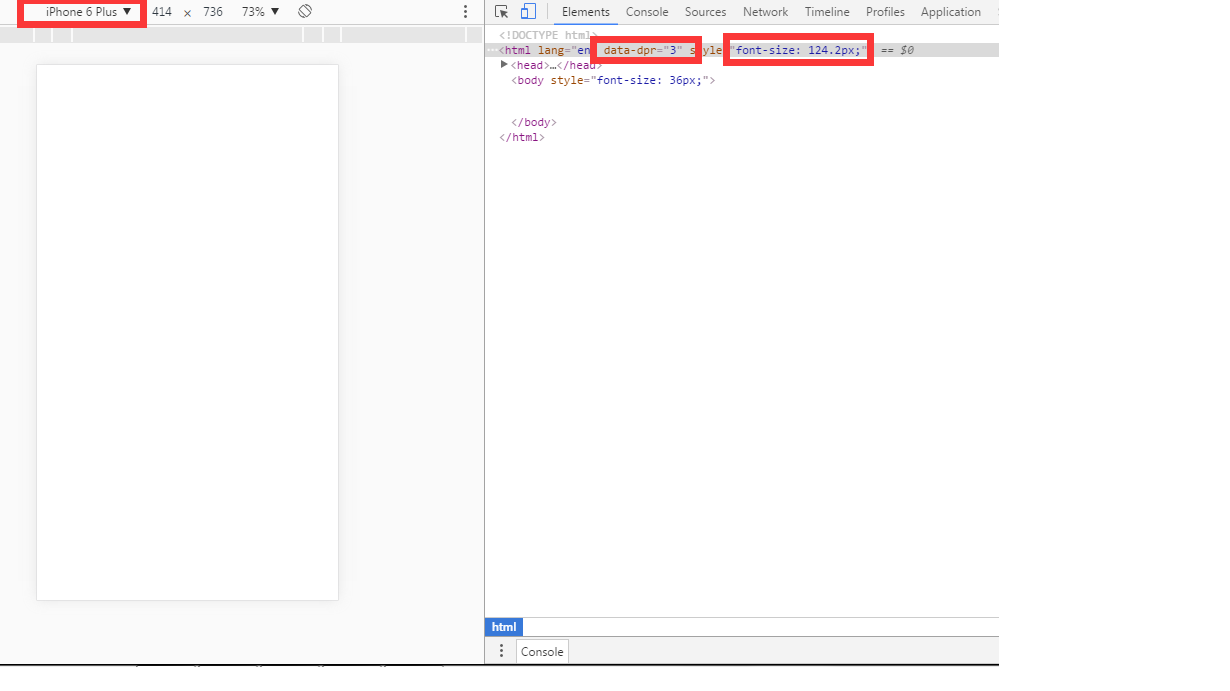 iPhone 6 Plus ▼ 414 × 736 73% ▼
Elements Console Sources Network Timeline Profiles Application
<!DOCTYPE html>
<html lang="en data-dpr="3" style "font-size: 124.2px;" == $0
<head>…</head>
<body style="font-size: 36px;">
</body>
</html>
html
Console